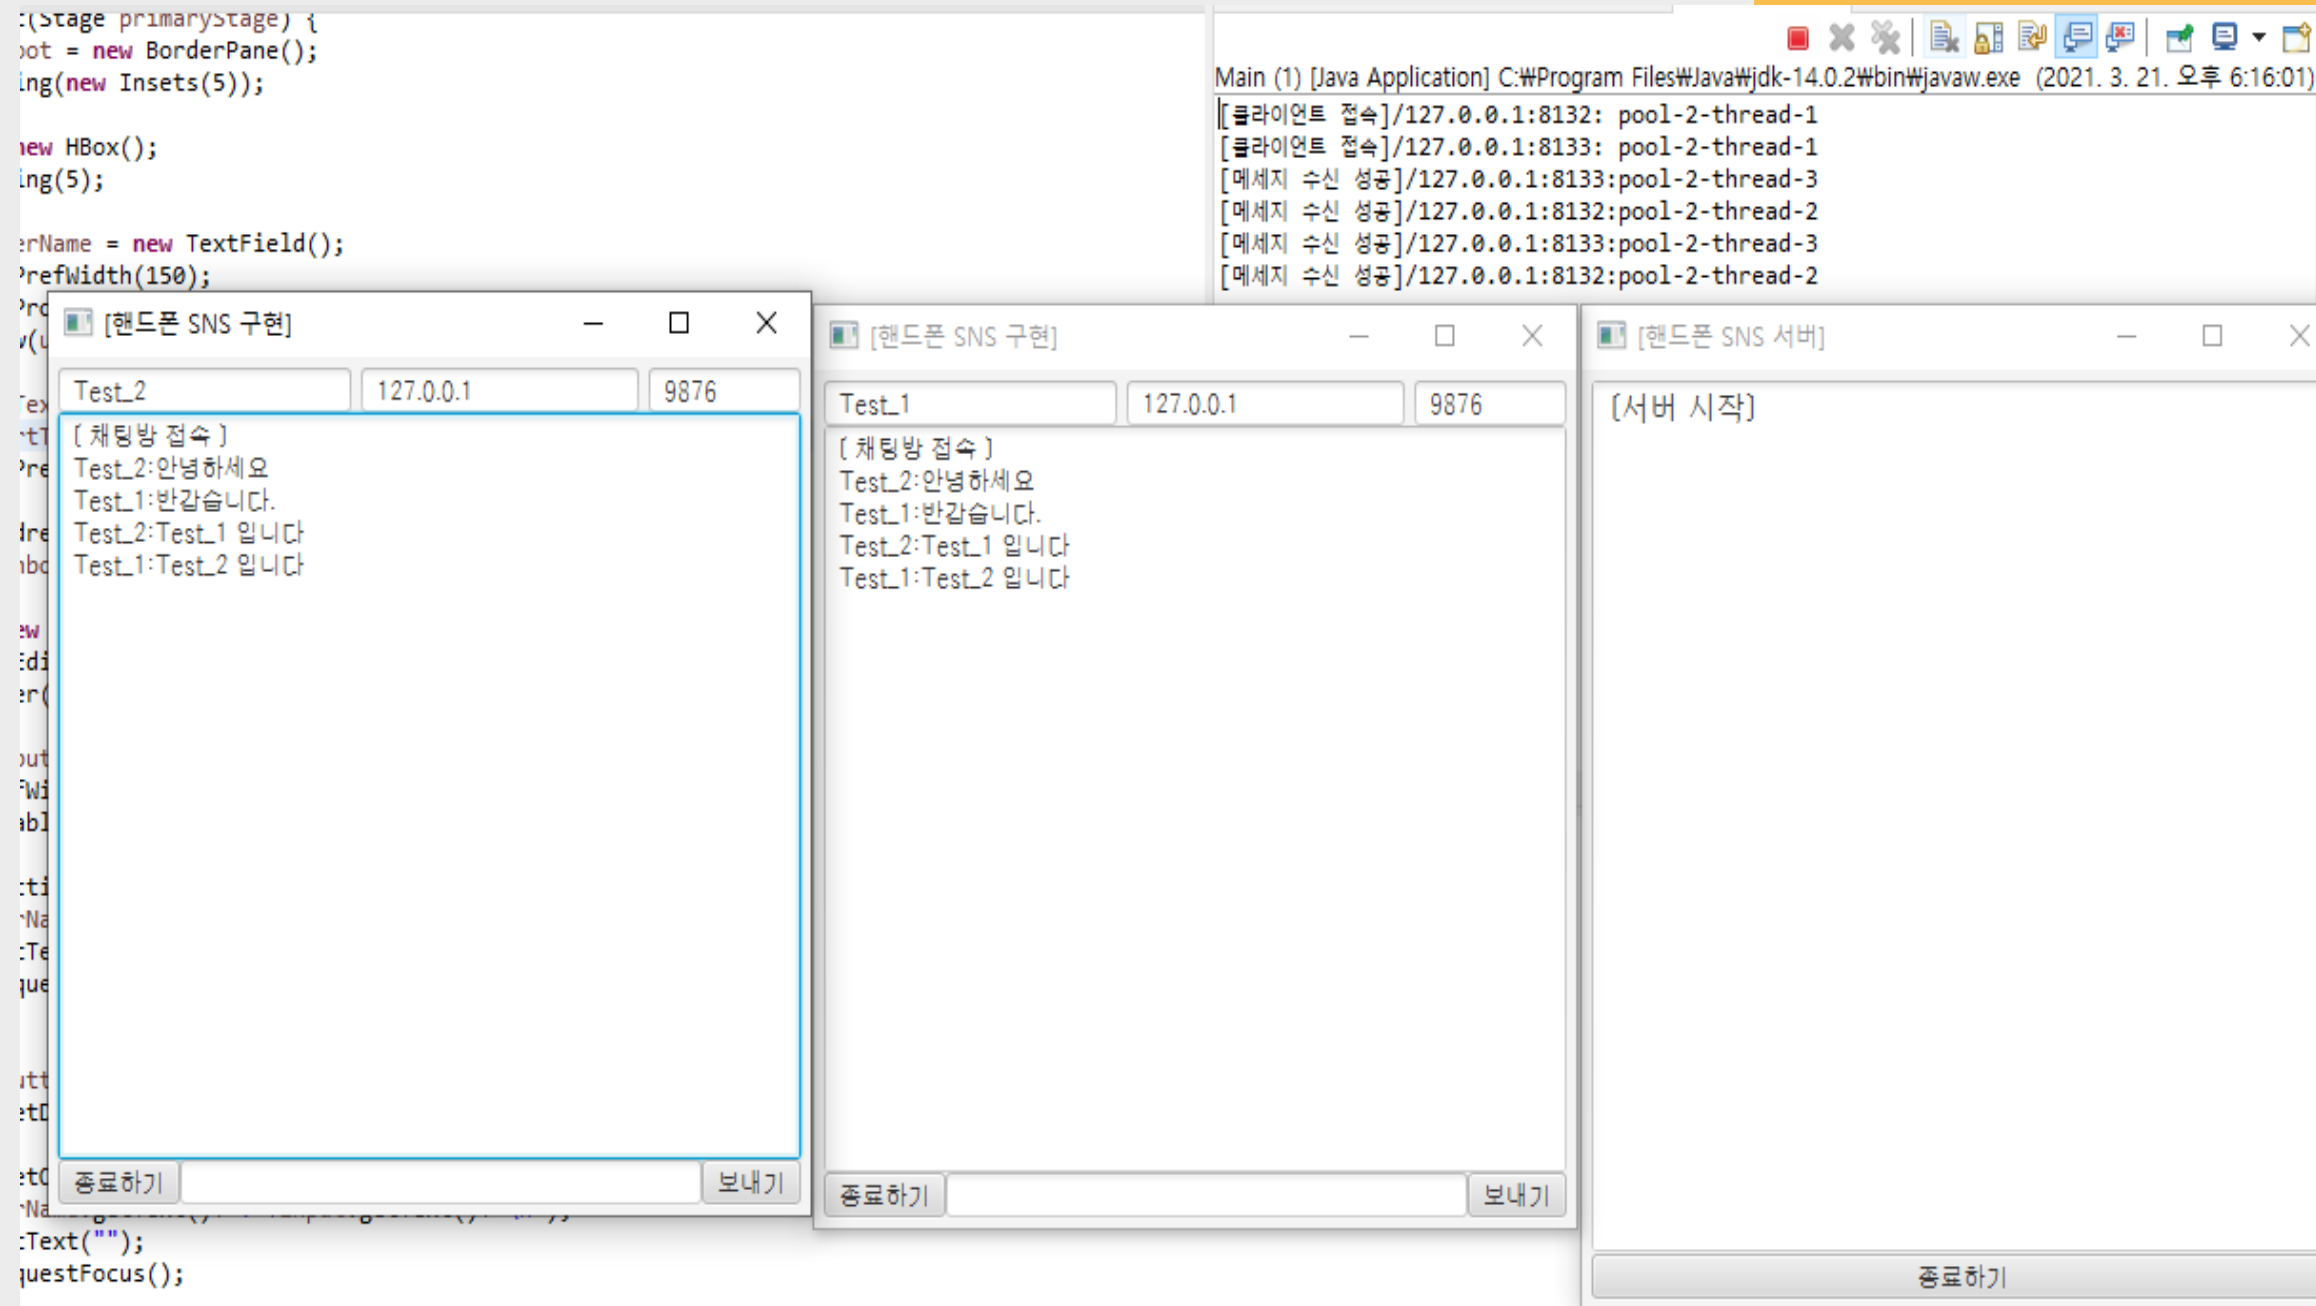 t(Stage primaryStage) {
oot = new BorderPane();
ing(new Insets(5));
new HBox();
ing(5);
erName = new TextField();
PrefWidth(150);
Main (1) [Java Application] C:₩Program Files₩Java₩jdk-14.0.2₩bin₩javaw.exe (2021. 3. 21. 오후 6:16:01)
[클라이언트 접속]/127.0.0.1:8132: pool-2-thread-1
[클라이언트 접속]/127.0.0.1:8133: pool-2-thread-1
[메세지 수신 성공]/127.0.0.1:8133:pool-2-thread-3
[메세지 수신 성공]/127.0.0.1:8132:pool-2-thread-2
[메세지 수신 성공]/127.0.0.1:8133:pool-2-thread-3
[메세지 수신 성공]/127.0.0.1:8132:pool-2-thread-2
[핸드폰 SNS 구현]
Test_2 127.0.0.1 9876
[ 채팅방 접속 ]
Test_2:안녕하세요
Test_1:반갑습니다.
Test_2:Test_1 입니다
Test_1:Test_2 입니다
종료하기 보내기
[핸드폰 SNS 구현]
Test_1 127.0.0.1 9876
[ 채팅방 접속 ]
Test_2:안녕하세요
Test_1:반갑습니다.
Test_2:Test_1 입니다
Test_1:Test_2 입니다
종료하기 보내기
[핸드폰 SNS 서버]
[서버 시작]
종료하기
tText("");
questFocus();